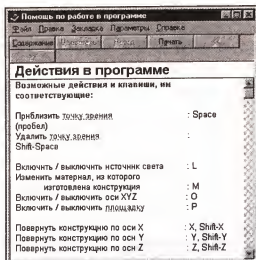 Помощь по работе в программе
Файл Правка Закладка Параметры Справка
Содержание Печать
Действия в программе
Возможные действия и клавиши, им
соответствующие:
Приблизить точку зрения : Space
(пробел)
Удалить точку зрения :
Shift-Space
Включить / выключить источник света : L
Изменить материал, из которого
изготовлена конструкция : M
Включить / выключить оси XYZ : O
Включить / выключить площадку : P
Повернуть конструкцию по оси X : X, Shift-X
Повернуть конструкцию по оси Y : Y, Shift-Y
Повернуть конструкцию по оси Z : Z, Shift-Z